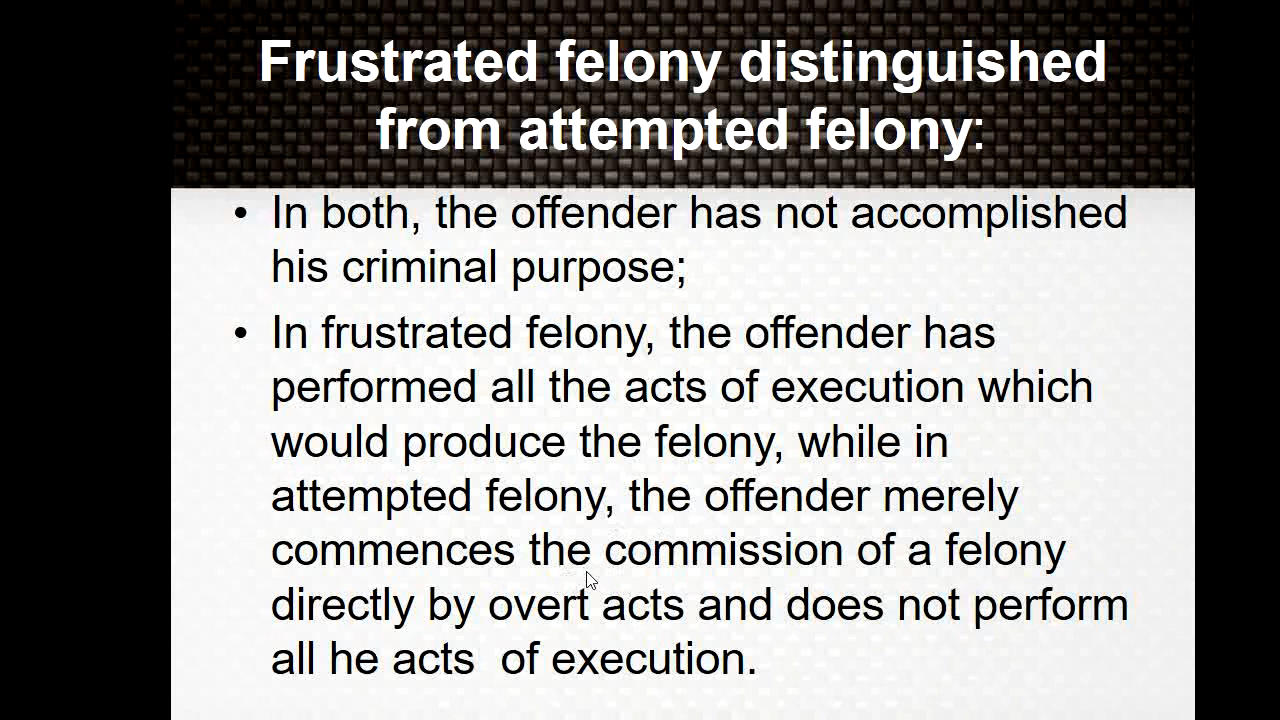 Frustrated felony distinguished
from attempted felony:
• In both, the offender has not accomplished
his criminal purpose;
• In frustrated felony, the offender has
performed all the acts of execution which
would produce the felony, while in
attempted felony, the offender merely
commences the commission of a felony
directly by overt acts and does not perform
all he acts  of execution.